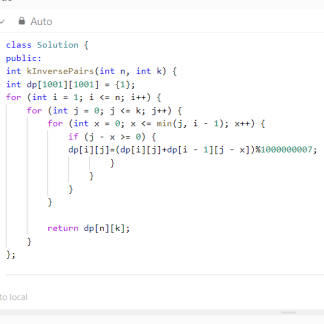 Auto
class Solution {
public:
int kInversePairs(int n, int k) {
int dp[1001][1001] = {1};
for (int i = 1; i <= n; i++) {
for (int j = 0; j <= k; j++) {
for (int x = 0; x <= min(j, i - 1); x++) {
if (j - x >= 0) {
dp[i][j]=(dp[i][j]+dp[i - 1][j - x])%1000000007;
}
}
}
}
return dp[n][k];
}
};
to local